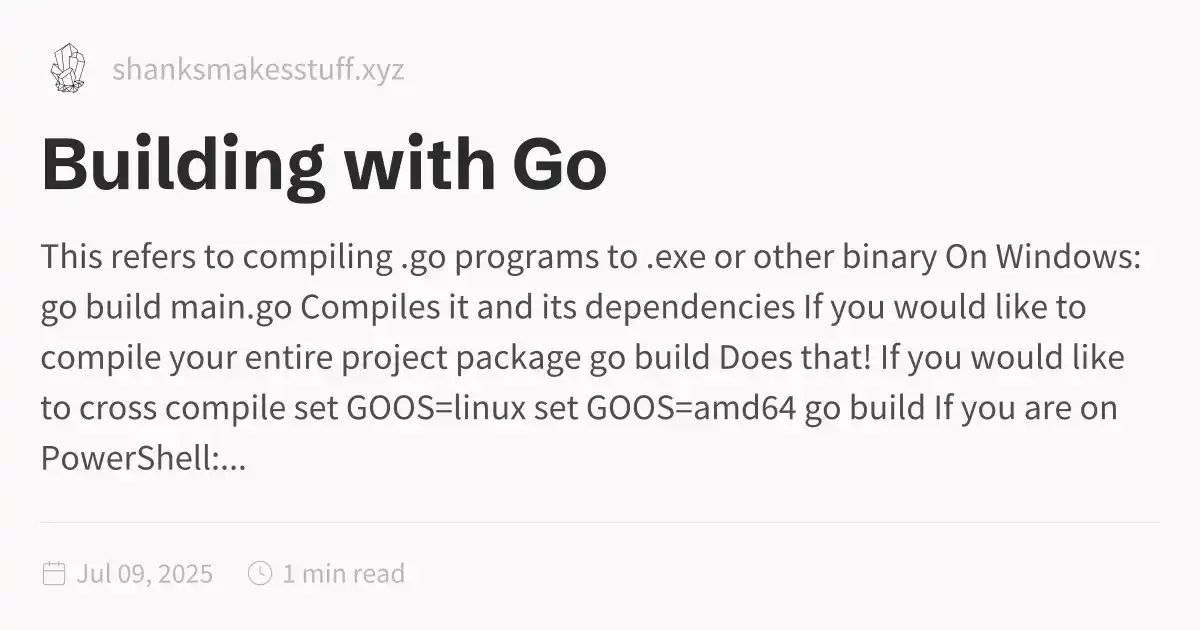 shanksmakesstuff.xyz
Building with Go
This refers to compiling .go programs to .exe or other binary On Windows:
go build main.go Compiles it and its dependencies If you would like to
compile your entire project package go build Does that! If you would like
to cross compile set GOOS=linux set GOOS=amd64 go build If you are on
PowerShell:...
Jul 09, 2025 1 min read